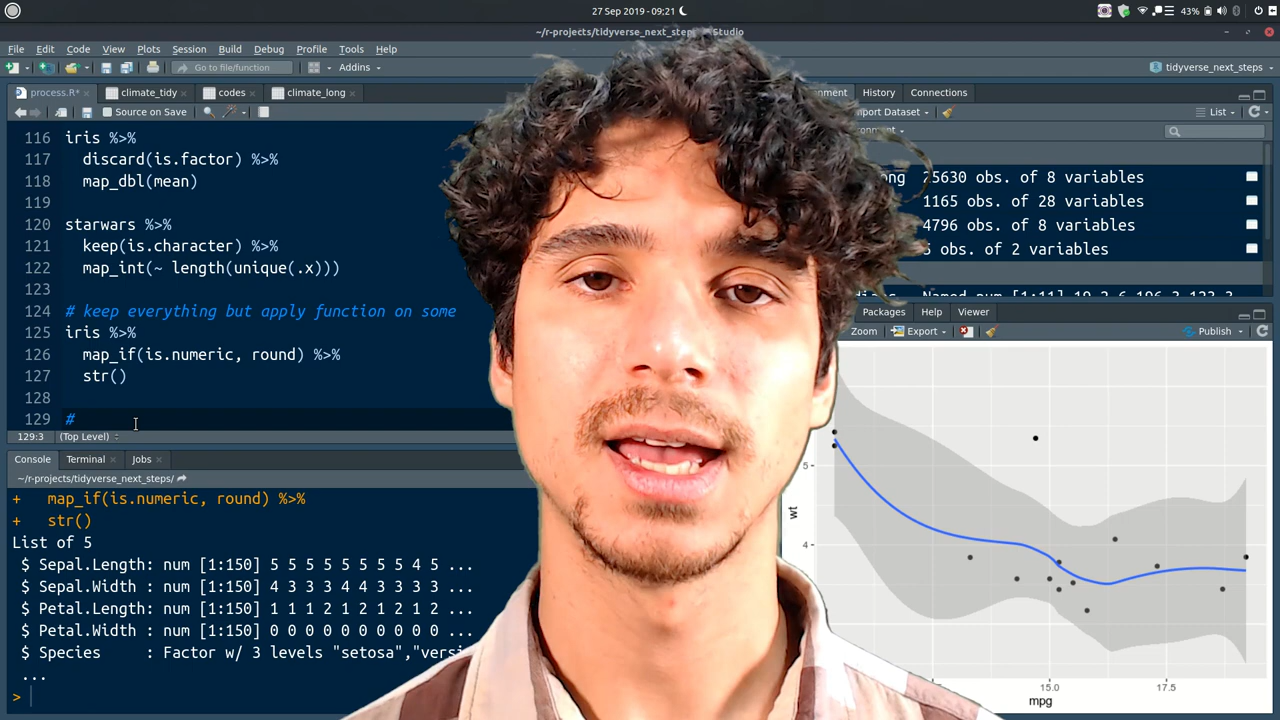 27 Sep 2019 - 09:21
43%
~/r-projects/tidyverse_next_step
Studio
File Edit Code View Plots Session Build Debug Profile Tools Help
Go to file/function
Addins
tidyverse_next_steps
process.R*
climate_tidy
codes
climate_long
Source on Save
116 iris %>%
117 discard(is.factor) %>%
118 map_dbl(mean)
119
120 starwars %>%
121 keep(is.character) %>%
122 map_int(~ length(unique(.x)))
123
124 # keep everything but apply function on some
125 iris %>%
126 map_if(is.numeric, round) %>%
127 str()
128
129 #
129:3 (Top Level)
Console Terminal Jobs
~/r-projects/tidyverse_next_steps/
+ map_if(is.numeric, round) %>%
+ str()
List of 5
$ Sepal.Length: num [1:150] 5 5 5 5 5 5 5 5 4 5 ...
$ Sepal.Width : num [1:150] 4 3 3 3 4 4 3 3 3 3 ...
$ Petal.Length: num [1:150] 1 1 1 2 1 2 1 2 1 2 ...
$ Petal.Width : num [1:150] 0 0 0 0 0 0 0 0 0 0 ...
$ Species : Factor w/ 3 levels "setosa","versi
...
>
onment History Connections
port Dataset
List
onment
ong 25630 obs. of 8 variables
1165 obs. of 28 variables
4796 obs. of 8 variables
5 obs. of 2 variables
Packages Help Viewer
Zoom Export Publish
wt
5
4
15.0
17.5
mpg